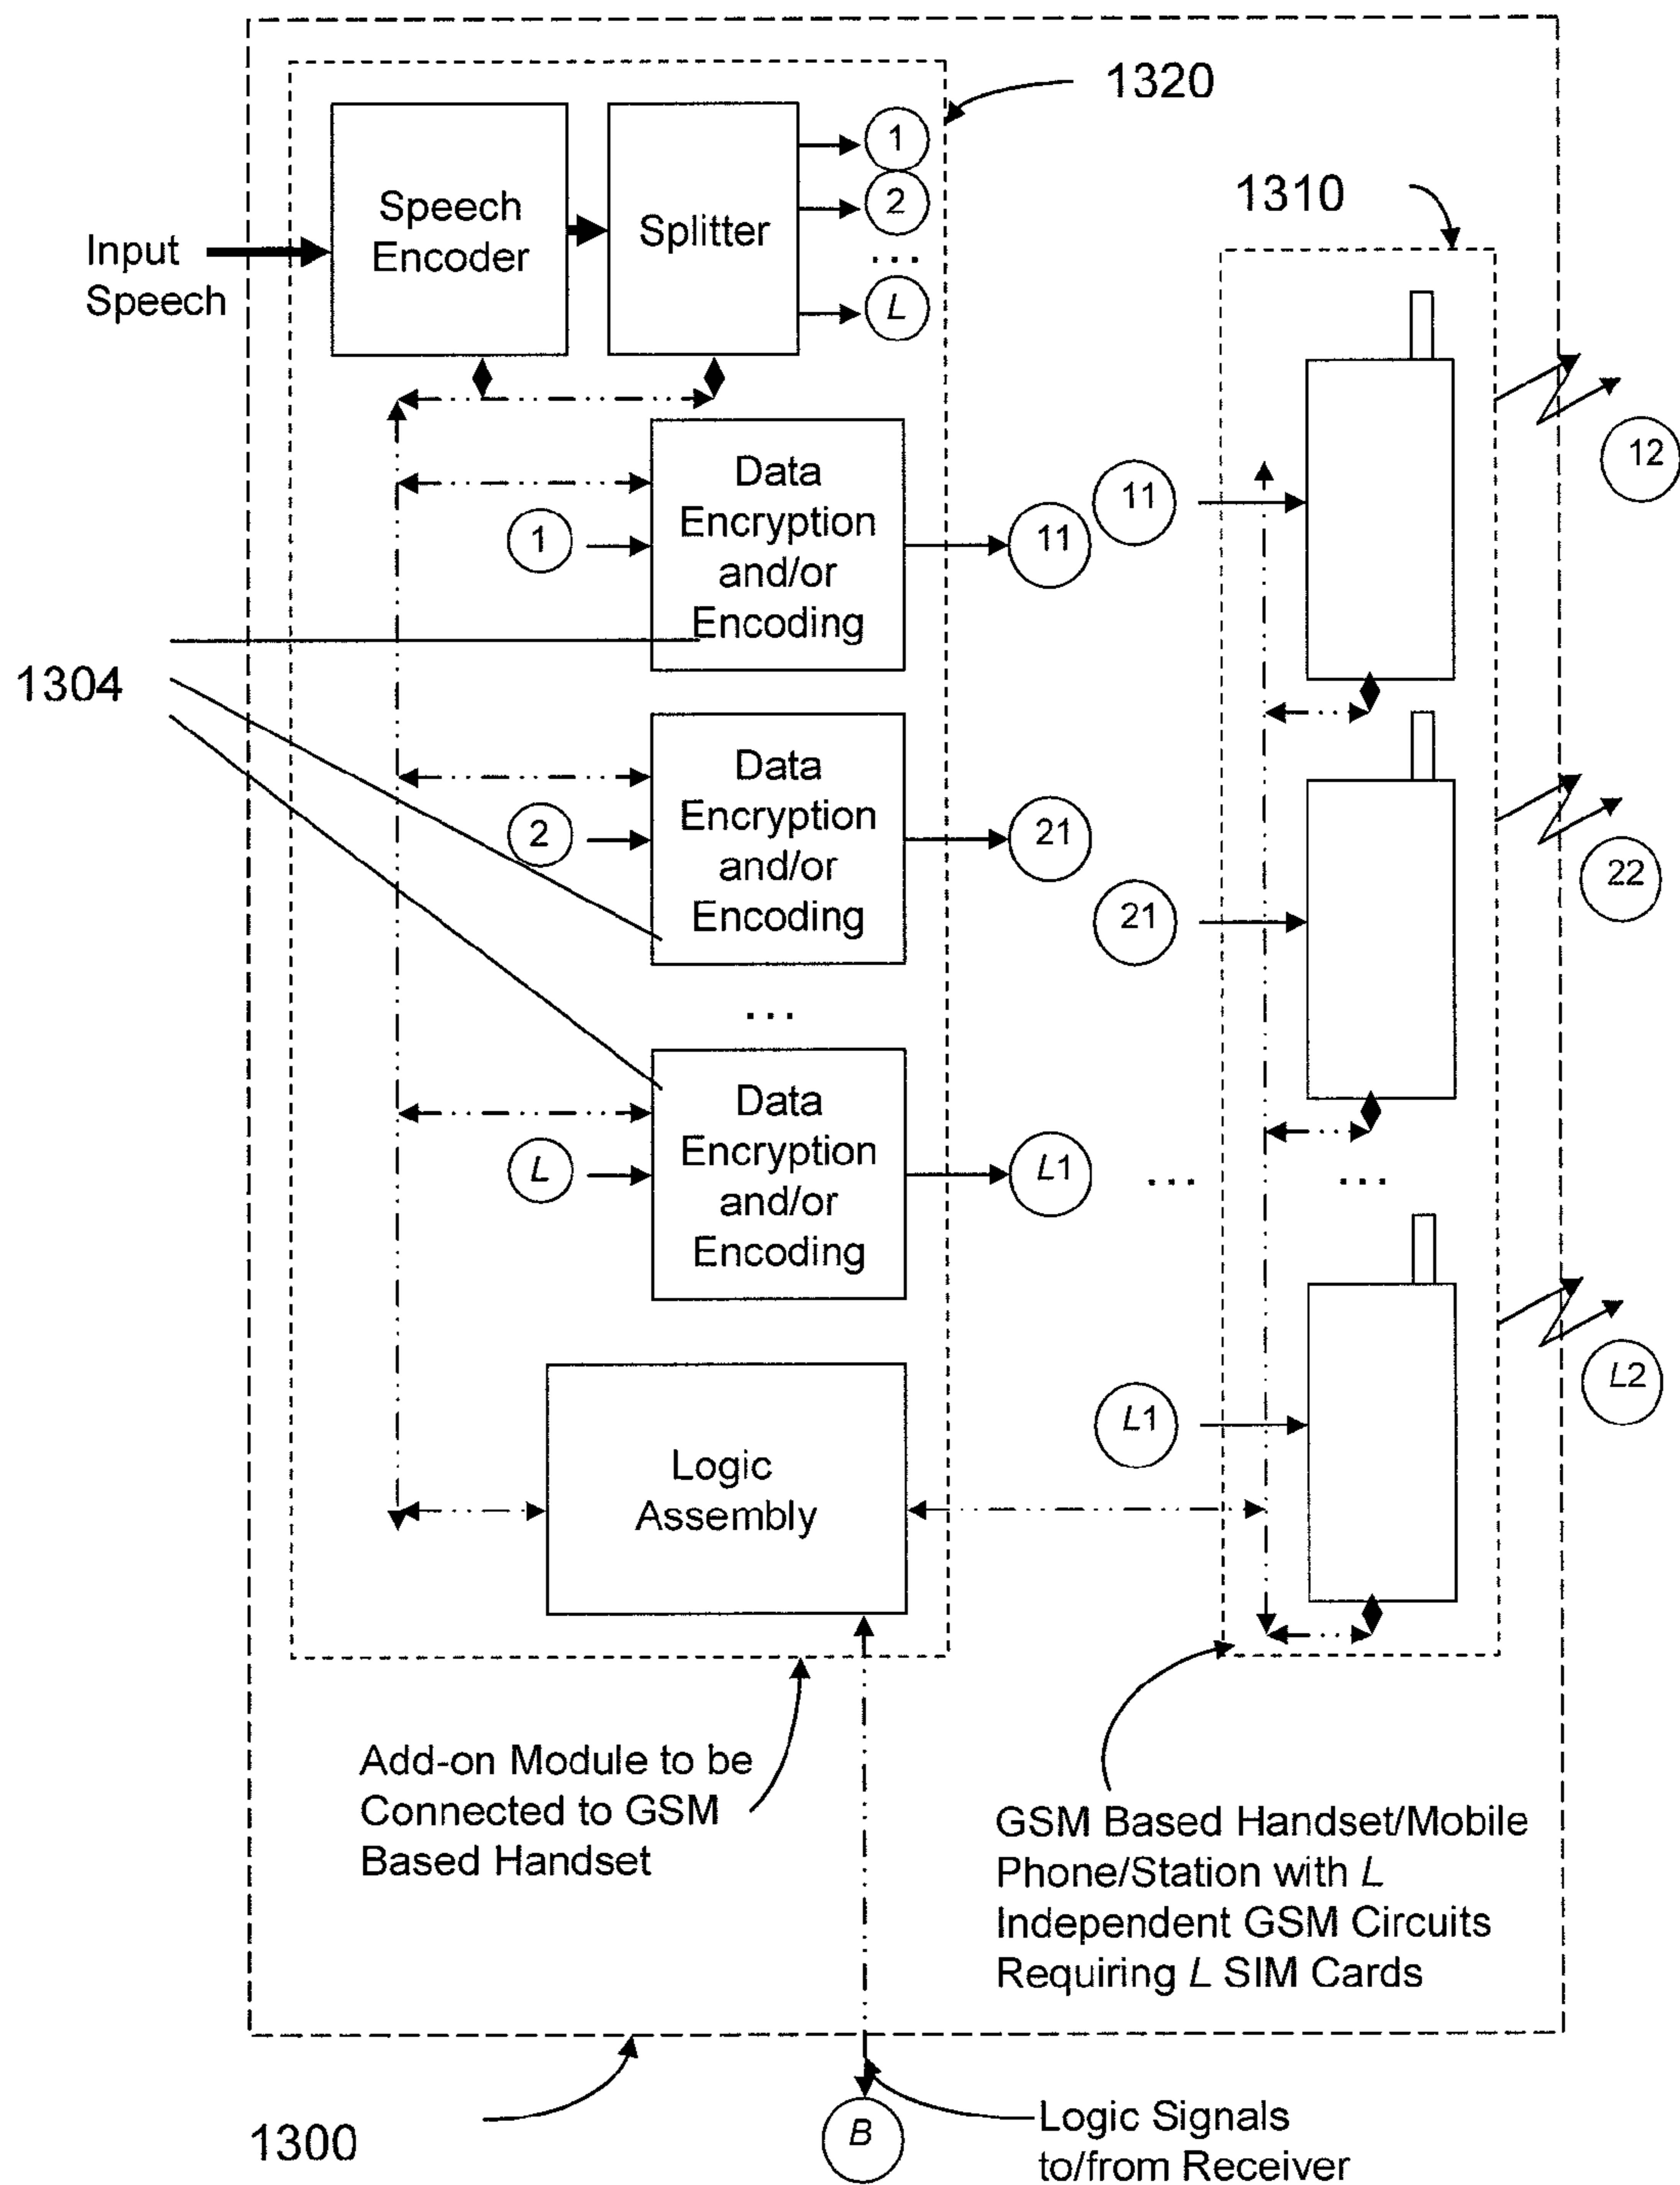 1320
1
2
...
L
Speech
Encoder
Splitter
Input
Speech
1310
12
Data
Encryption
and/or
Encoding
1
11
11
1304
Data
Encryption
and/or
Encoding
2
21
21
22
...
Data
Encryption
and/or
Encoding
L
L1
...
...
L1
L2
Logic
Assembly
Add-on Module to be
Connected to GSM
Based Handset
GSM Based Handset/Mobile
Phone/Station with L
Independent GSM Circuits
Requiring L SIM Cards
1300
B
Logic Signals
to/from Receiver